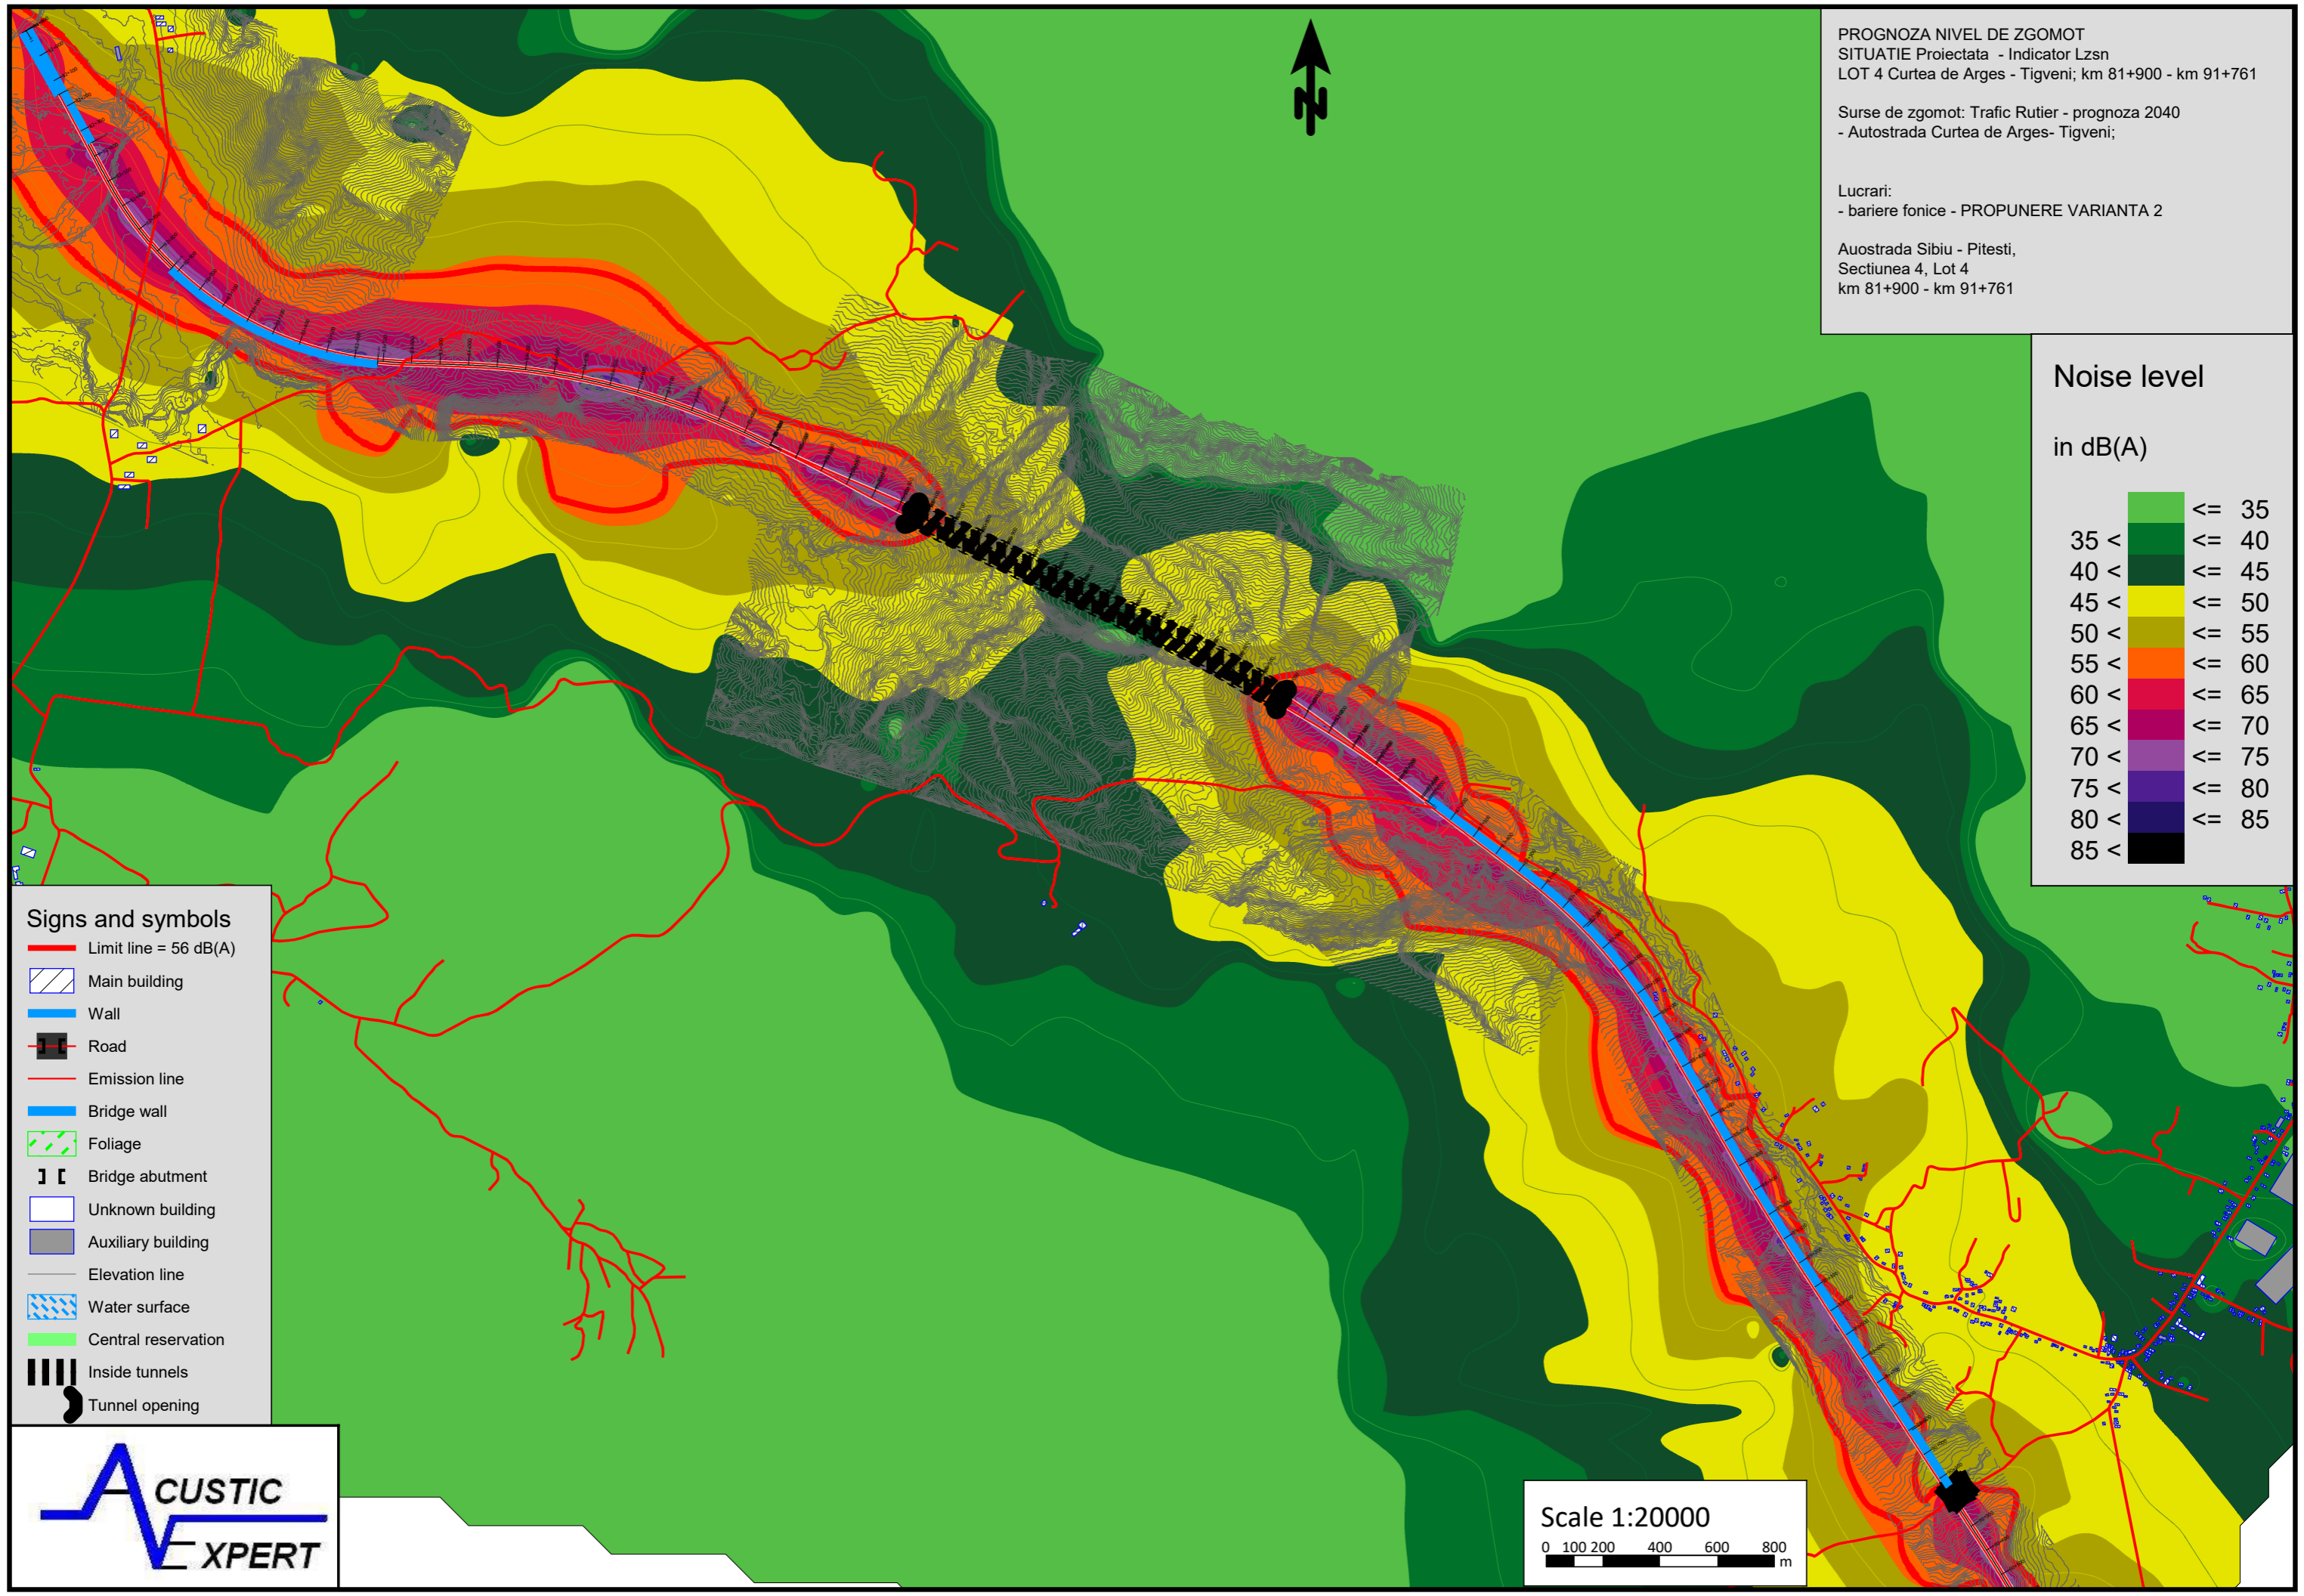 PROGNOZA NIVEL DE ZGOMOT
SITUATIE Proiectata - Indicator Lzsn
LOT 4 Curtea de Arges - Tigveni; km 81+900 - km 91+761
Surse de zgomot: Trafic Rutier - prognoza 2040
- Autostrada Curtea de Arges- Tigveni;
Lucrari:
- bariere fonice - PROPUNERE VARIANTA 2
Auostrada Sibiu - Pitesti,
Sectiunea 4, Lot 4
km 81+900 - km 91+761
N
Noise level
in dB(A)
<= 35
35 < <= 40
40 < <= 45
45 < <= 50
50 < <= 55
55 < <= 60
60 < <= 65
65 < <= 70
70 < <= 75
75 < <= 80
80 < <= 85
85 <
Signs and symbols
Limit line = 56 dB(A)
Main building
Wall
Road
Emission line
Bridge wall
Foliage
Bridge abutment
Unknown building
Auxiliary building
Elevation line
Water surface
Central reservation
Inside tunnels
Tunnel opening
ACUSTIC
EXPERT
Scale 1:20000
0 100 200 400 600 800
m